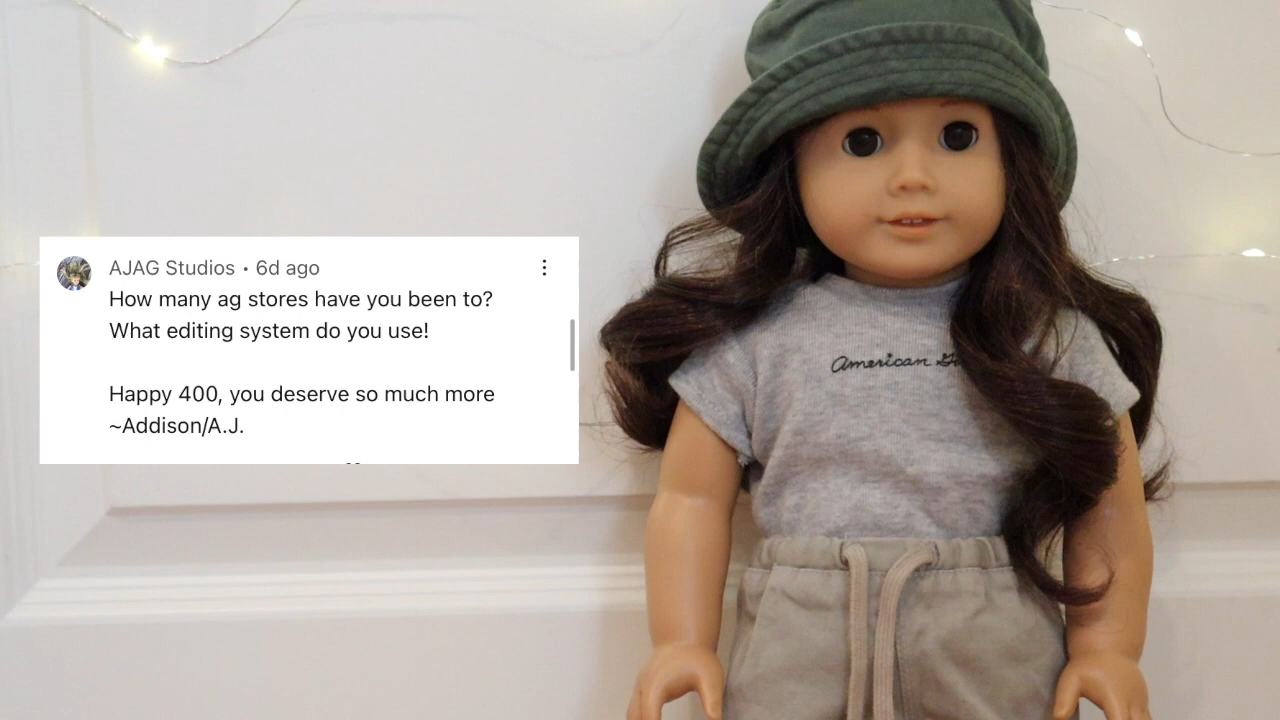 AJAG Studios • 6d ago
How many ag stores have you been to?
What editing system do you use!
Happy 400, you deserve so much more
~Addison/A.J.
American